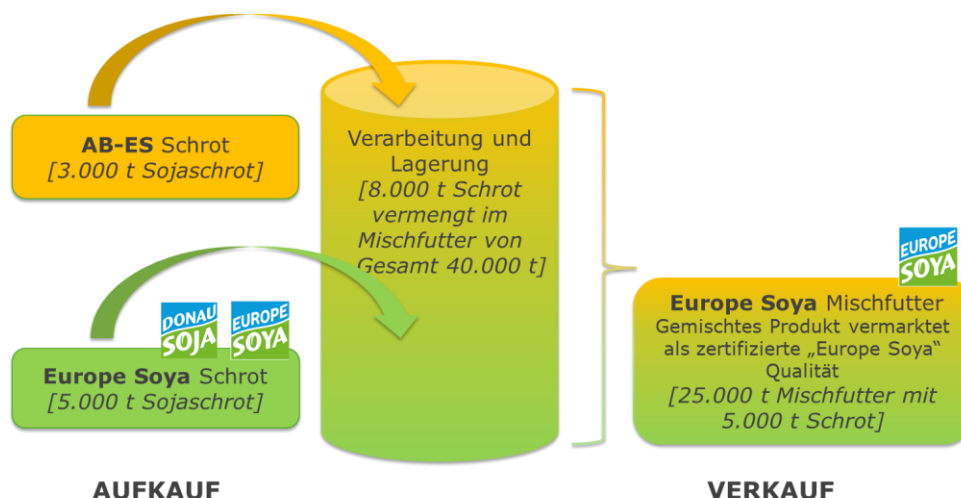 AB-ES Schrot
[3.000 t Sojaschrot]
Verarbeitung und
Lagerung
[8.000 t Schrot
vermengt im
Mischfutter von
Gesamt 40.000 t]
DONAU
SOJA
EUROPE
SOYA
Europe Soya Schrot
[5.000 t Sojaschrot]
EUROPE
SOYA
Europe Soya Mischfutter
Gemischtes Produkt vermarktet
als zertifizierte „Europe Soya“
Qualität
[25.000 t Mischfutter mit
5.000 t Schrot]
AUFKAUF
VERKAUF